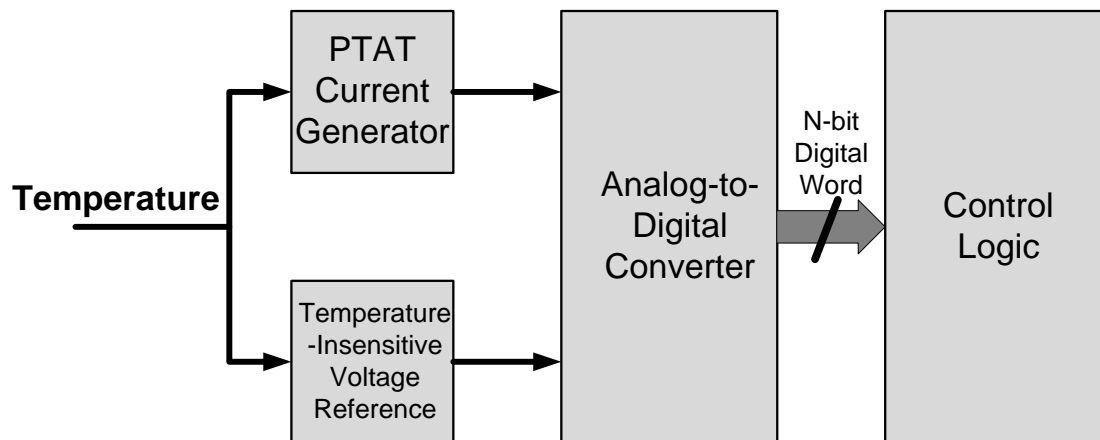 Temperature
PTAT
Current
Generator
Temperature
-Insensitive
Voltage
Reference
Analog-to-
Digital
Converter
N-bit
Digital
Word
Control
Logic